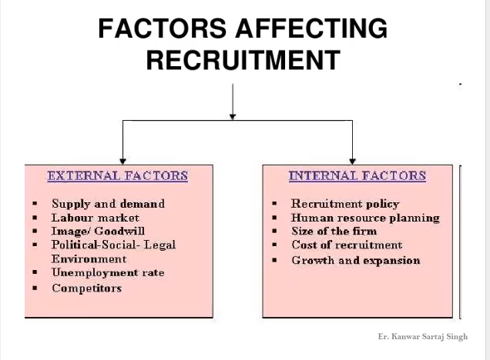 FACTORS AFFECTING
RECRUITMENT
EXTERNAL FACTORS
▪ Supply and demand
▪ Labour market
▪ Image/ Goodwill
▪ Political-Social- Legal
Environment
▪ Unemployment rate
▪ Competitors
INTERNAL FACTORS
▪ Recruitment policy
▪ Human resource planning
▪ Size of the firm
▪ Cost of recruitment
▪ Growth and expansion
Er. Kanwar Sartaj Singh